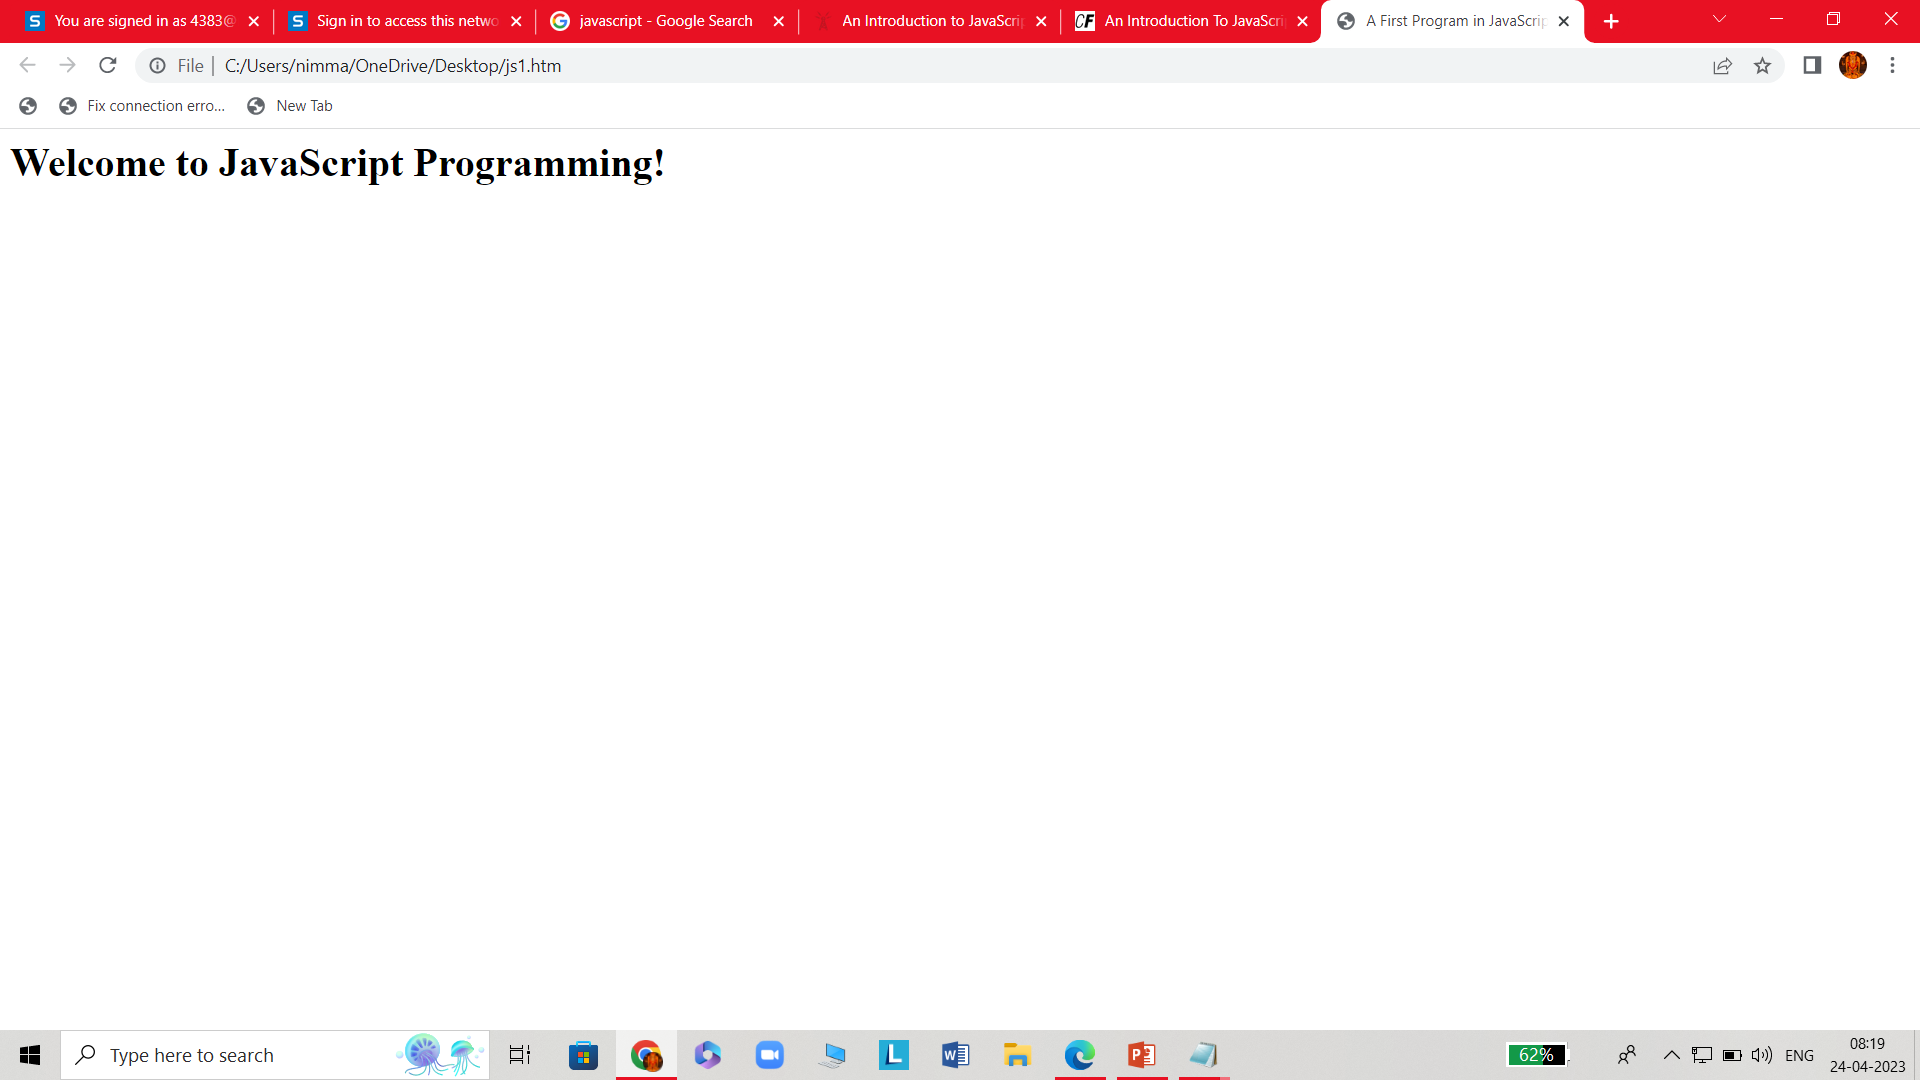 You are signed in as 4383@
Sign in to access this netwo
javascript - Google Search
An Introduction to JavaScrip
An Introduction To JavaScri
A First Program in JavaScrip
File
C:/Users/nimma/OneDrive/Desktop/js1.htm
Fix connection erro...
New Tab
Welcome to JavaScript Programming!
Type here to search
62%
ENG
08:19
24-04-2023